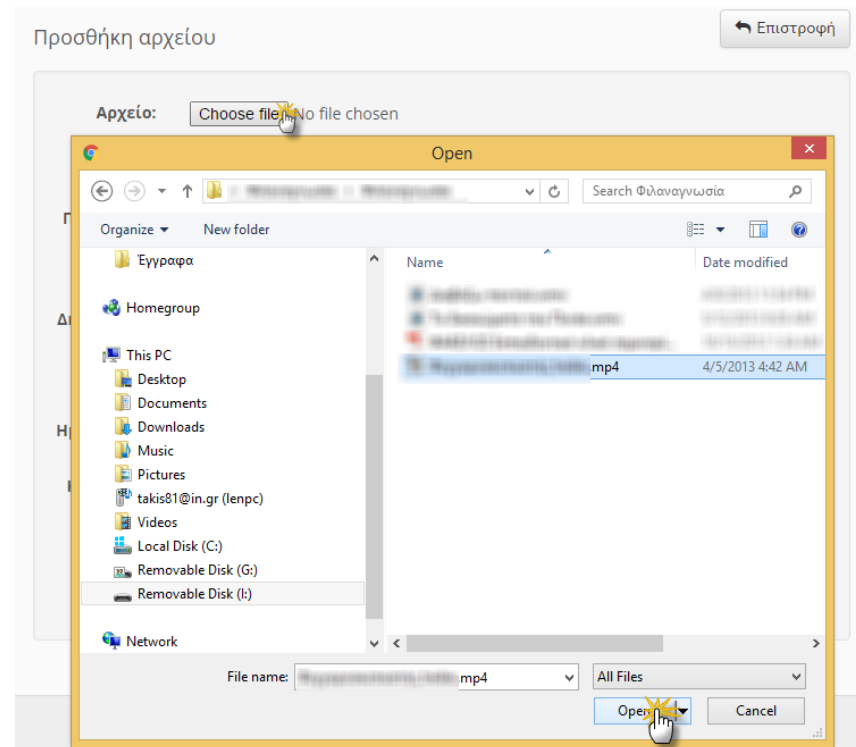 Προσθήκη αρχείου
Επιστροφή
Αρχείο:
Choose file No file chosen
Open
Search Φιλαναγνωσία
Organize
New folder
Name
Date modified
Έγγραφα
Homegroup
This PC
Desktop
Documents
Downloads
Music
Pictures
takis81@in.gr (lenpc)
Videos
Local Disk (C:)
Removable Disk (G:)
Removable Disk (I:)
Network
.mp4
4/5/2013 4:42 AM
File name:
.mp4
All Files
Open
Cancel